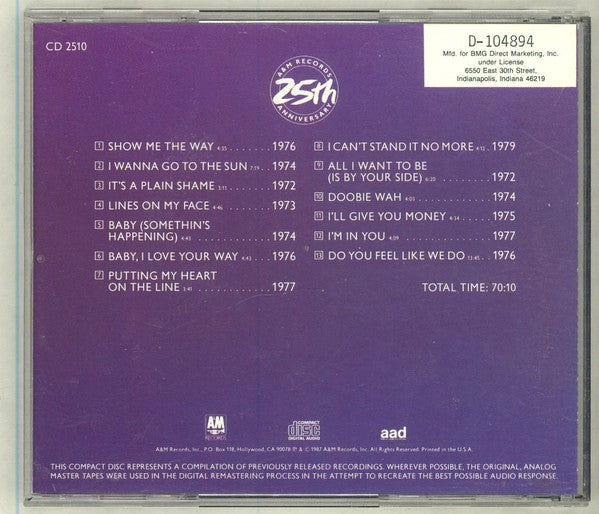 CD 2510
D-104894
Mfd. for BMG Direct Marketing, Inc.
under License
6550 East 30th Street,
Indianapolis, Indiana 46219
A&M RECORDS
25th
ANNIVERSARY
1 SHOW ME THE WAY 4:35 ........ 1976
2 I WANNA GO TO THE SUN 7:19 .. 1974
3 IT'S A PLAIN SHAME 3:11 ....... 1972
4 LINES ON MY FACE 4:46 ........ 1973
5 BABY (SOMETHIN'S
HAPPENING) 4:43 .............. 1974
6 BABY, I LOVE YOUR WAY 4:43 .... 1976
7 PUTTING MY HEART
ON THE LINE 3:41 ............ 1977
8 I CAN'T STAND IT NO MORE 4:12 . 1979
9 ALL I WANT TO BE
(IS BY YOUR SIDE) 6:20 ........ 1972
10 DOOBIE WAH 4:03 ............ 1974
11 I'LL GIVE YOU MONEY 4:34 ...... 1975
12 I'M IN YOU 4:09 .............. 1977
13 DO YOU FEEL LIKE WE DO 13:45 ... 1976
TOTAL TIME: 70:10
A&M
RECORDS
COMPACT
disc
DIGITAL AUDIO
aad
A&M Records, Inc., P.O. Box 118, Hollywood, CA 90078 ℗ & © 1987 A&M Records, Inc. All Rights Reserved. Printed in the U.S.A.
THIS COMPACT DISC REPRESENTS A COMPILATION OF PREVIOUSLY RELEASED RECORDINGS. WHEREVER POSSIBLE, THE ORIGINAL, ANALOG
MASTER TAPES WERE USED IN THE DIGITAL REMASTERING PROCESS IN THE ATTEMPT TO RECREATE THE BEST POSSIBLE AUDIO RESPONSE.